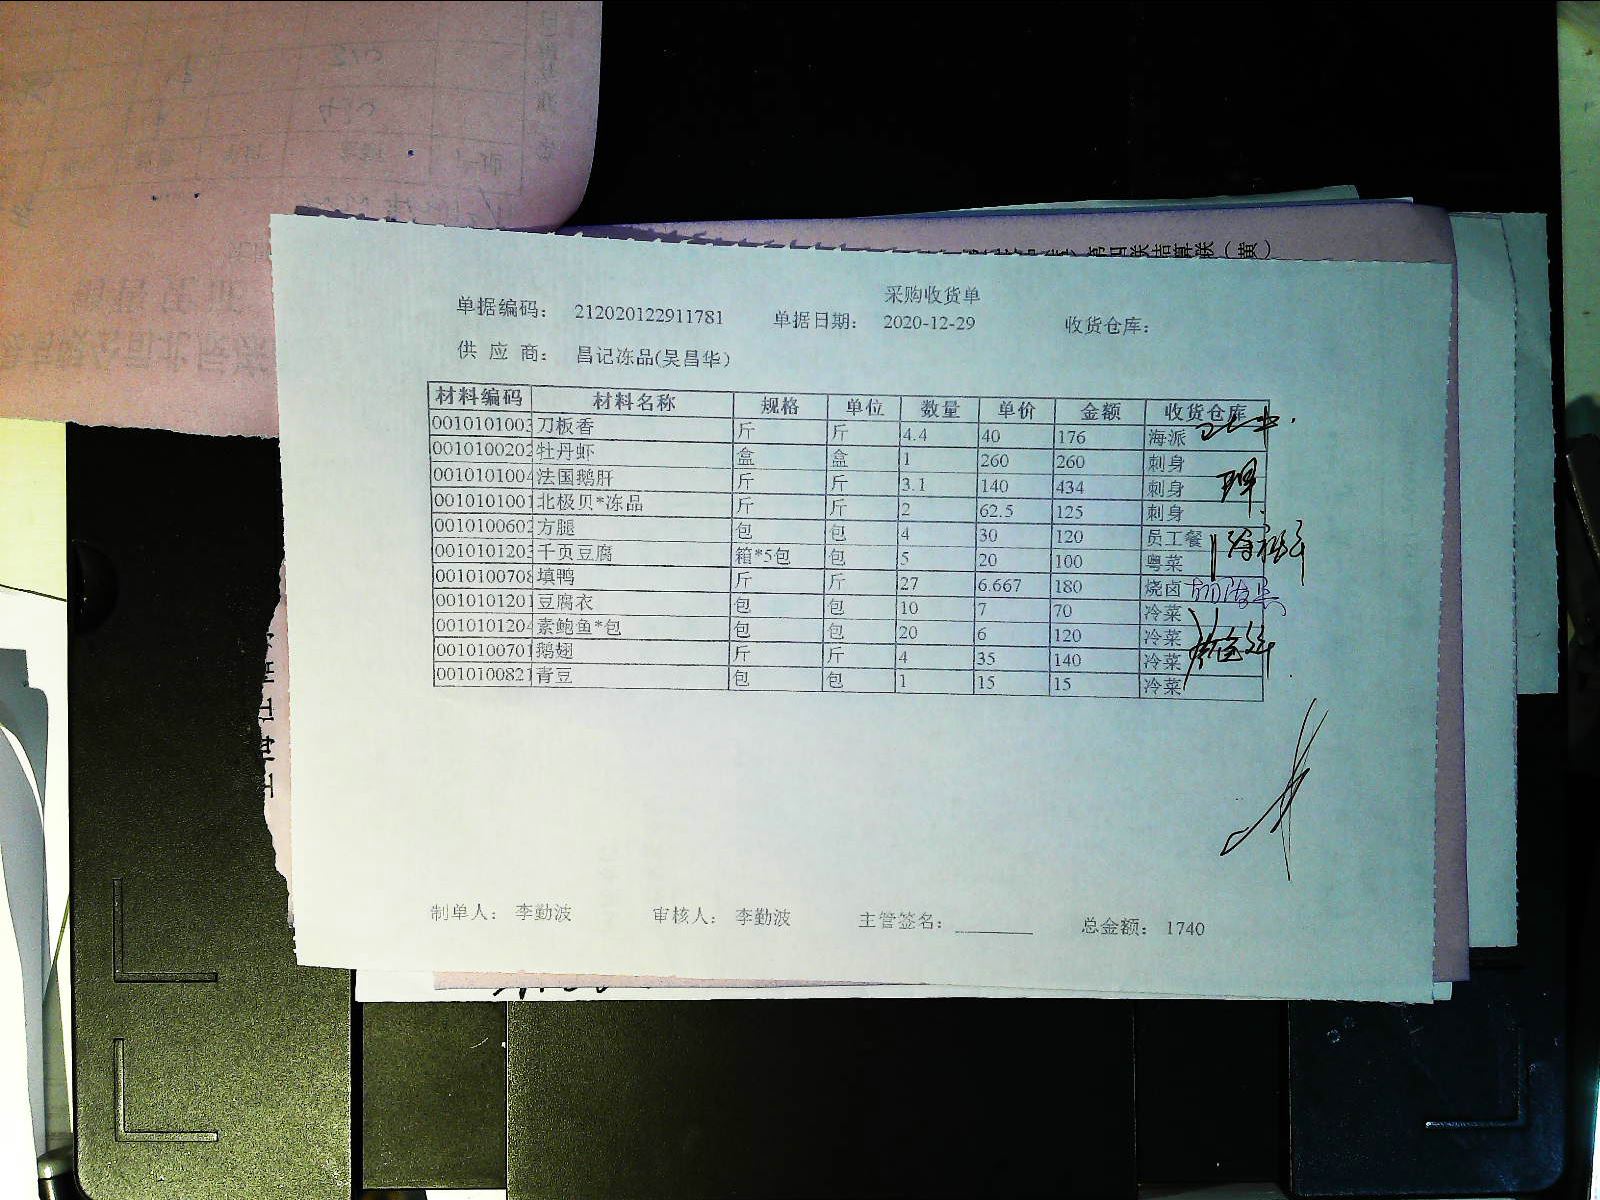 采购收货单
单据编码： 212020122911781 单据日期： 2020-12-29 收货仓库：
供 应 商： 昌记冻品(吴昌华)
材料编码 材料名称 规格 单位 数量 单价 金额 收货仓库
0010101003 刀板香 斤 斤 4.4 40 176 海派
0010100202 牡丹虾 盒 盒 1 260 260 刺身
0010101004 法国鹅肝 斤 斤 3.1 140 434 刺身
0010101001 北极贝*冻品 斤 斤 2 62.5 125 刺身
0010100602 方腿 包 包 4 30 120 员工餐
0010101203 千页豆腐 箱*5包 包 5 20 100 粤菜
0010100708 填鸭 斤 斤 27 6.667 180 烧卤
0010101201 豆腐衣 包 包 10 7 70 冷菜
0010101204 素鲍鱼*包 包 包 20 6 120 冷菜
0010100701 鹅翅 斤 斤 4 35 140 冷菜
0010100821 青豆 包 包 1 15 15 冷菜
制单人： 李勤波 审核人： 李勤波 主管签名： 总金额： 1740